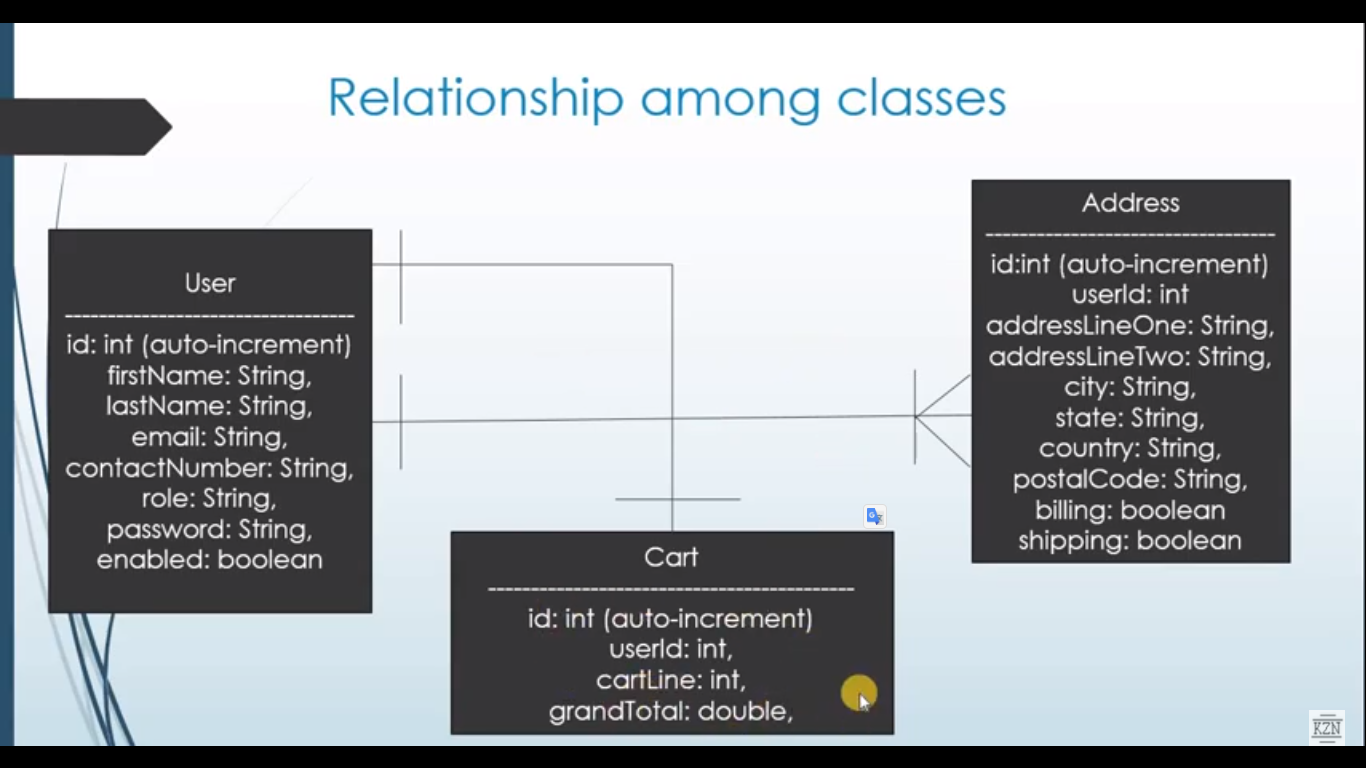 Relationship among classes
User
---------------------------------
id: int (auto-increment)
firstName: String,
lastName: String,
email: String,
contactNumber: String,
role: String,
password: String,
enabled: boolean
Address
---------------------------------
id:int (auto-increment)
userId: int
addressLineOne: String,
addressLineTwo: String,
city: String,
state: String,
country: String,
postalCode: String,
billing: boolean
shipping: boolean
Cart
------------------------------------------
id: int (auto-increment)
userId: int,
cartLine: int,
grandTotal: double,
KZN